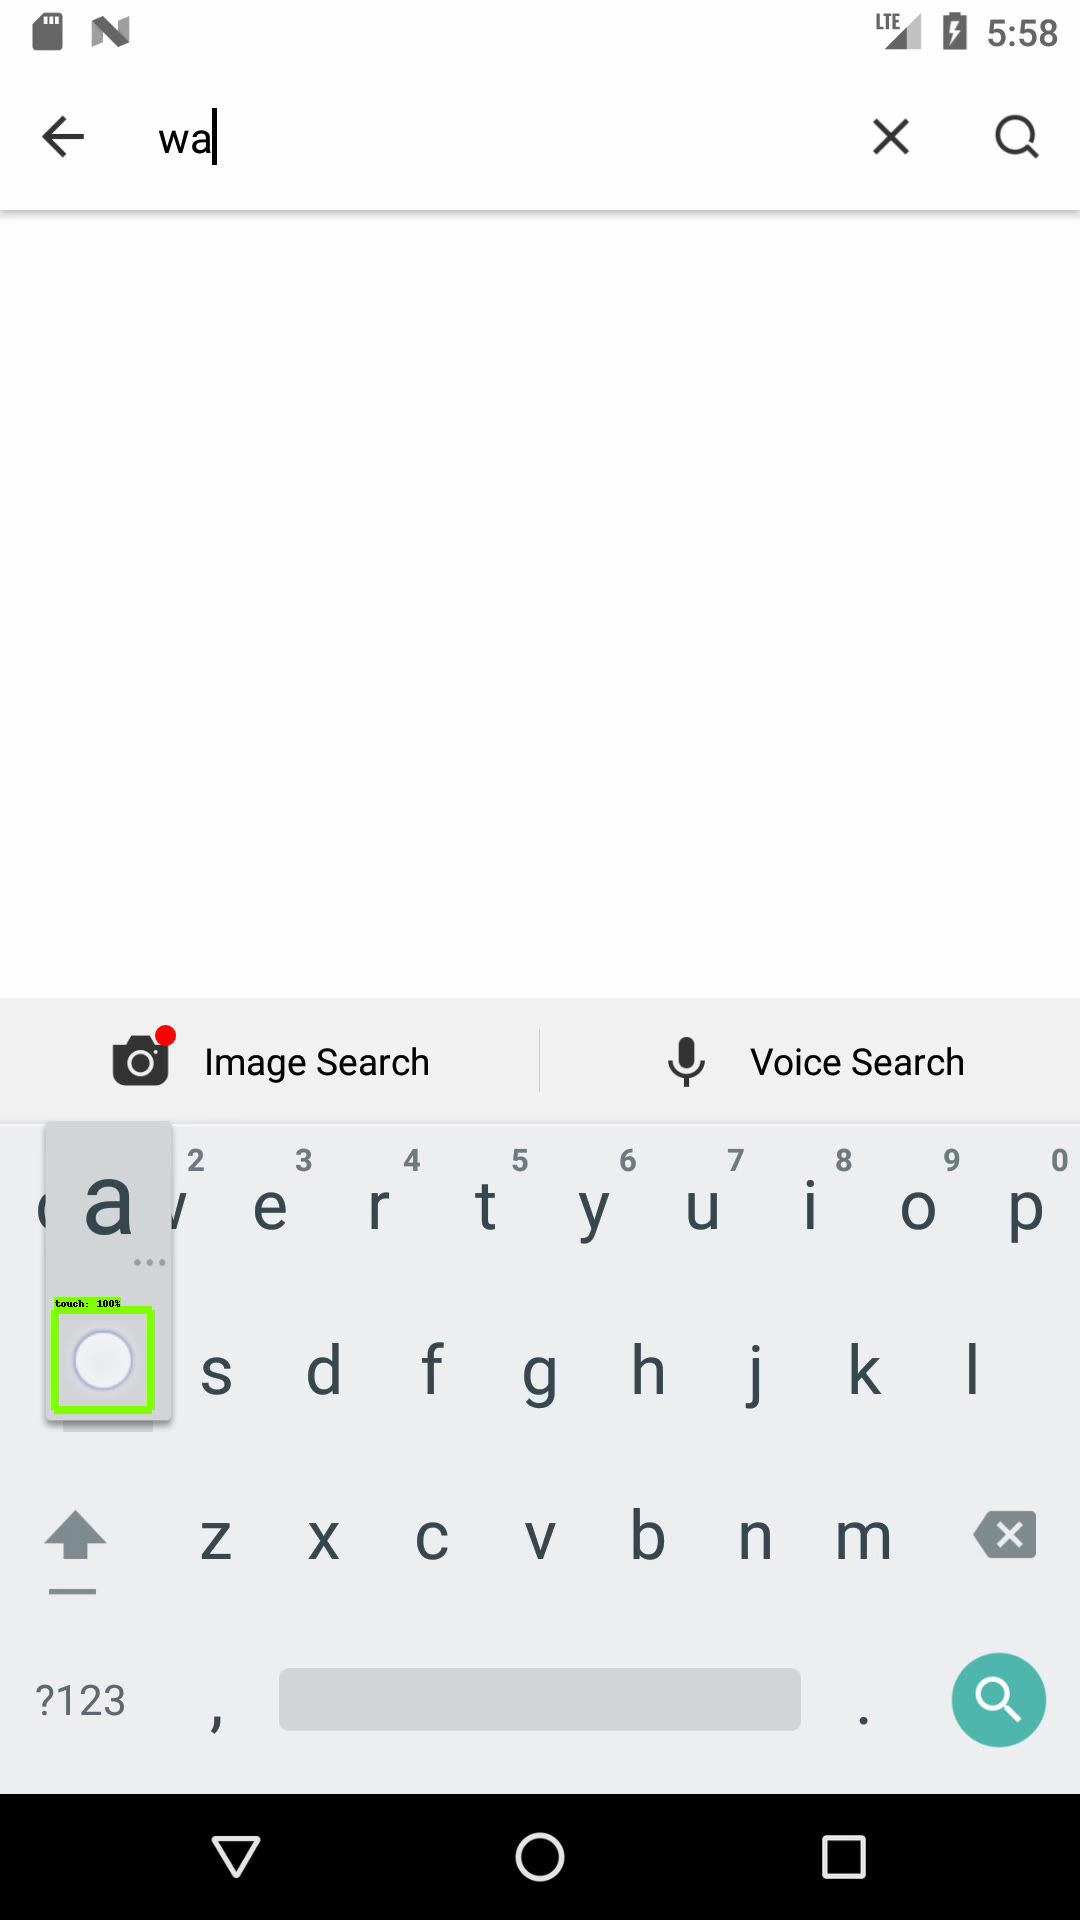 LTE 5:58
wa
Image Search Voice Search
2 3 4 5 6 7 8 9 0
a e r t y u i o p
touch: 100%
s d f g h j k l
z x c v b n m
?123 , .